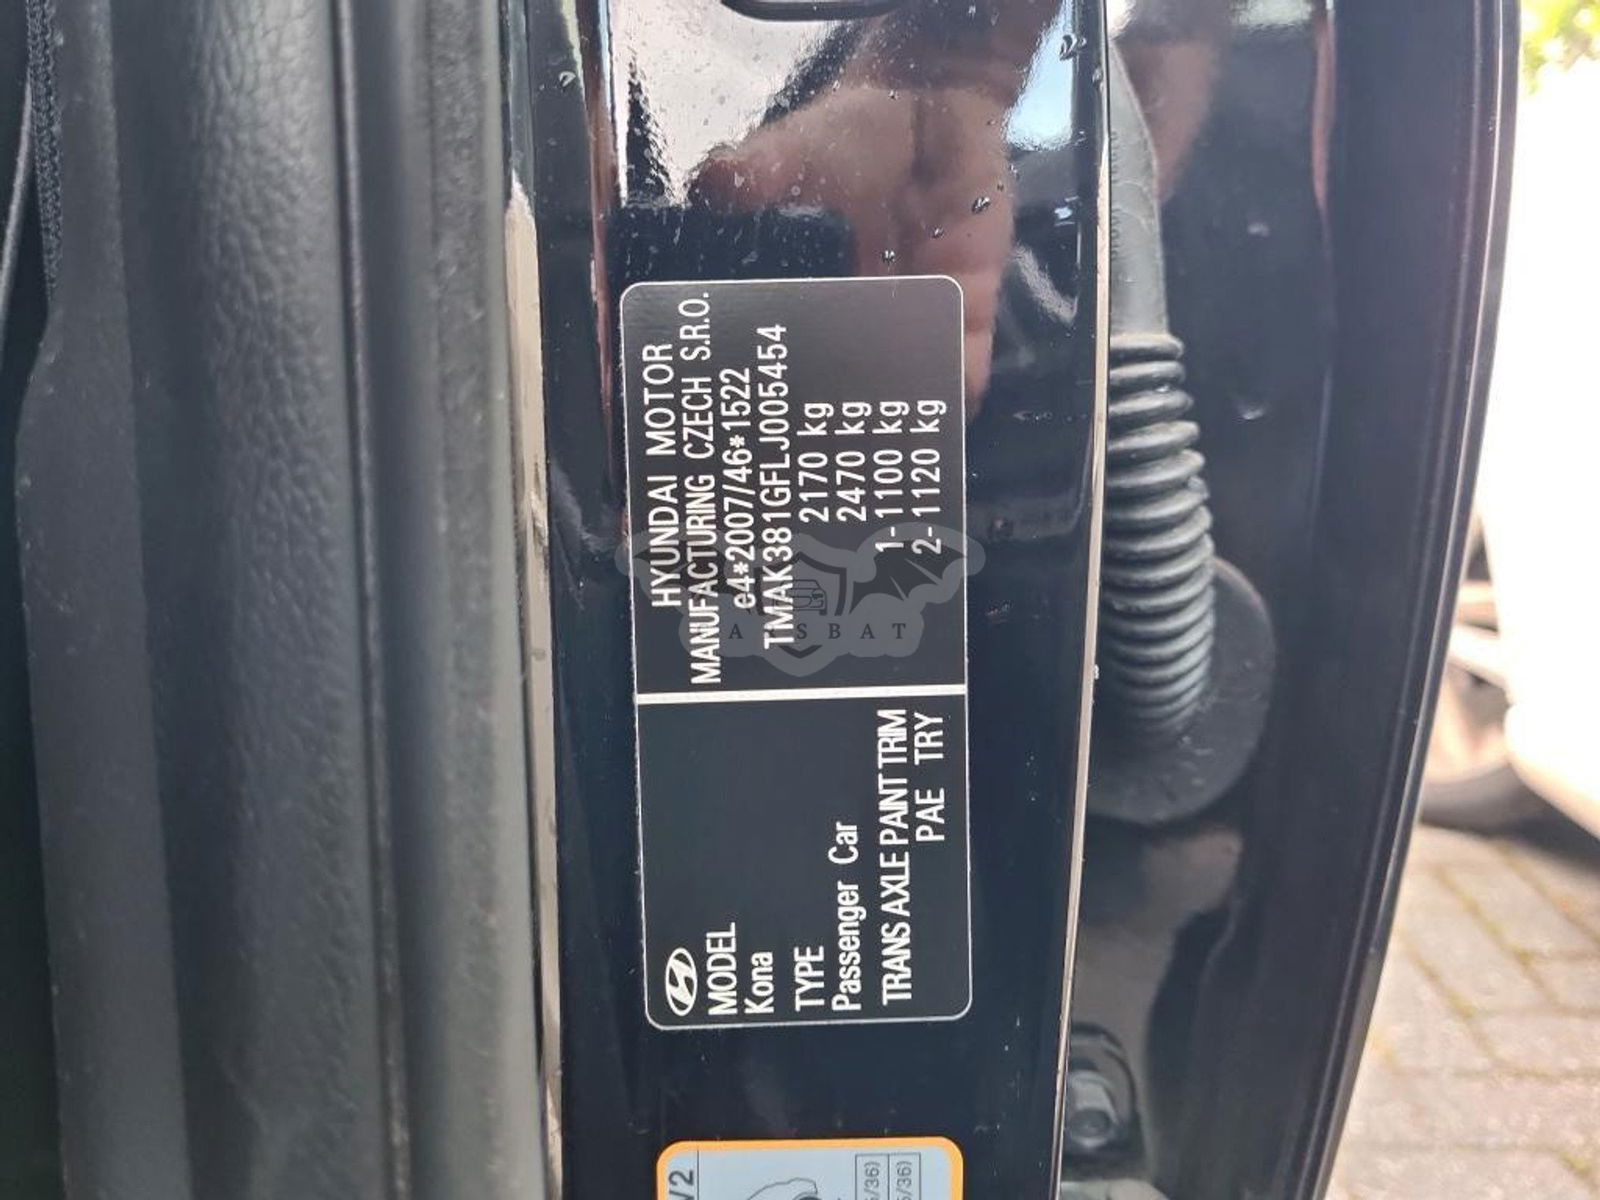 HYUNDAI MOTOR
MANUFACTURING CZECH S.R.O.
e4*2007/46*1522
TMAK381GFLJ005454
2170 kg
2470 kg
1- 1100 kg
2- 1120 kg
MODEL
Kona
TYPE
Passenger Car
TRANS AXLE PAINT TRIM
PAE TRY
BAT